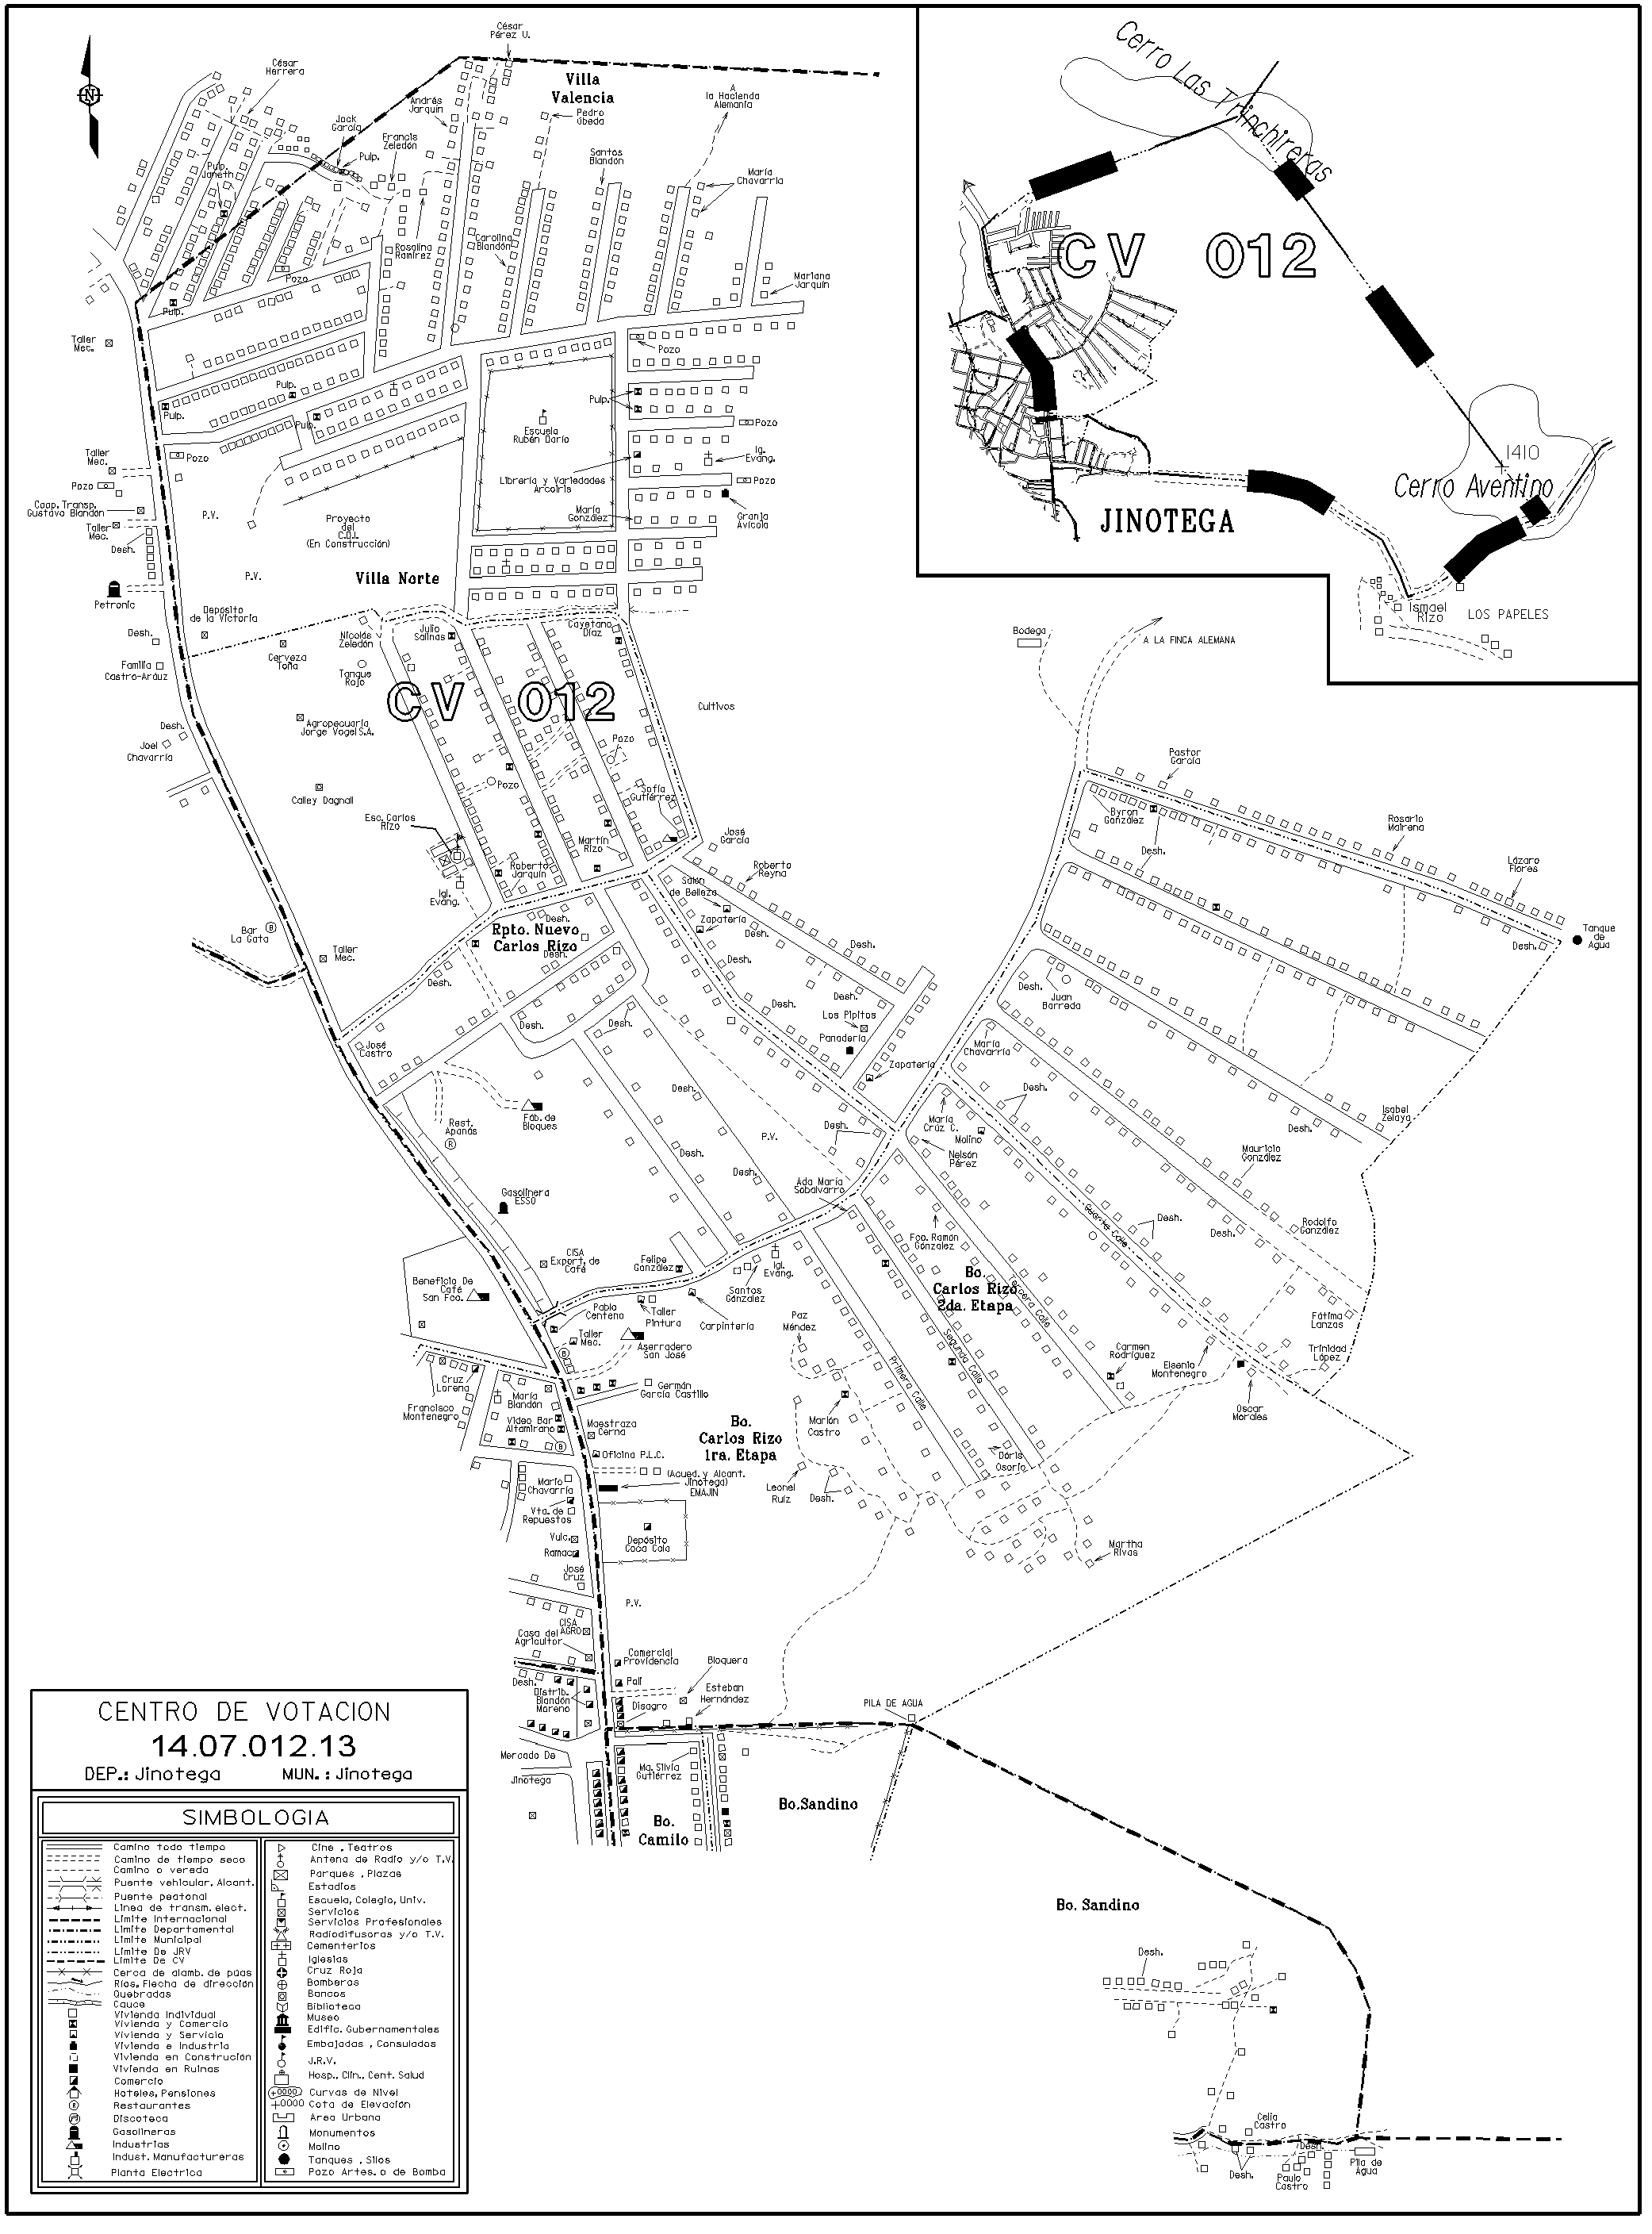 César
Pérez U.
César
Herrera
Villa
Valencia
A
la Hacienda
Alemania
Andrés
Jarquín
Pedro
Ubeda
Jack
García
Francis
Zeledón
Pulp.
Santos
Blandón
Pulp.
Janeth
María
Chavarría
Rosalina
Ramírez
Carolina
Blandón
Mariana
Jarquín
Pozo
Pulp.
Taller
Mec.
Pozo
Pulp.
Pulp.
Pulp.
Pulp.
Escuela
Rubén Darío
Pozo
Taller
Mec.
Pozo
Ig.
Evang.
Pozo
Librería y Variedades
Arcoiris
Pozo
Coop. Transp.
Gustavo Blandón
P.V.
Proyecto
del
C.D.I.
(En Construcción)
María
González
Granja
Avícola
Taller
Mec.
Desh.
P.V.
Villa Norte
Petronic
Deposito
de la Victoria
Desh.
Nicolás
Zeledón
Julio
Salinas
Cayetano
Díaz
Cerveza
Toña
Familia
Castro-Aráuz
Tanque
Rojo
CV 012
Cultivos
Desh.
Agropecuaria
Jorge Vogel S.A.
Joel
Chavarría
Pozo
Pozo
Calley Dagnall
Sofía
Gutiérrez
Esc. Carlos
Rizo
José
García
Martín
Rizo
Roberto
Jarquín
Roberto
Reyna
Salón
de Belleza
Igl.
Evang.
Zapatería
Desh.
Rpto. Nuevo
Carlos Rizo
Bar
La Gata
Taller
Mec.
Desh.
Desh.
Desh.
Desh.
Desh.
Desh.
Desh.
Desh.
Desh.
Los Pipitos
Panadería
José
Castro
Zapatería
Desh.
Fáb. de
Bloques
Rest.
Apanás
P.V.
Desh.
Desh.
Desh.
Gasolinera
ESSO
Ada María
Sobalvarro
CISA
Export. de
Café
Felipe
González
Igl.
Evang.
Santos
Gónzalez
Beneficio De
Café
San Fco.
Pablo
Centeno
Taller
Pintura
Carpintería
Taller
Mec.
Aserradero
San José
Paz
Méndez
Cruz
Lorena
Germán
García Castillo
María
Blandón
Francisco
Montenegro
Video Bar
Altamirano
Maestraza
Cerna
Bo.
Carlos Rizo
1ra. Etapa
Marlon
Castro
Oficina P.L.C.
(Acued. y Alcant.
Jinotega)
EMAJIN
Mario
Chavarría
Leonel
Ruiz
Desh.
Vta. de
Repuestos
Vulc.
Depósito
Coca Cola
Ramac
José
Cruz
P.V.
CISA
AGRO
Casa del
Agricultor
Comercial
Providencia
Bloquera
Desh.
Palí
Distrib.
Blandón
Moreno
Esteban
Hernández
Disagro
PILA DE AGUA
Mercado De
Jinotega
Ma. Silvia
Gutiérrez
Bo.
Camilo
Bo.Sandino
Bodega
A LA FINCA ALEMANA
Pastor
García
Byron
González
Rosario
Mairena
Desh.
Lázaro
Flores
Tanque
de
Agua
Desh.
Desh.
Juan
Barreda
María
Chavarría
Desh.
Isabel
Zelaya
Desh.
María
Crúz C.
Molino
Nelsón
Pérez
Mauricio
González
Desh.
Rodolfo
González
Desh.
Cuarta Calle
Fco. Ramón
González
Bo.
Carlos Rizo
2da. Etapa
Tercera Calle
Segunda Calle
Primera Calle
Fátima
Lanzas
Trinidad
López
Carmen
Rodríguez
Elsenia
Montenegro
Oscar
Morales
Dóris
Osorio
Martha
Rivas
Bo. Sandino
Desh.
Celia
Castro
Desh.
Desh.
Paulo
Castro
Pila de
Agua
Cerro Las Trinchireras
CV 012
1410
Cerro Aventino
JINOTEGA
Ismael
Rizo
LOS PAPELES
N
CENTRO DE VOTACION
14.07.012.13
DEP.: Jinotega MUN. : Jinotega
SIMBOLOGIA
Camino todo tiempo
Camino de tiempo seco
Camino o vereda
Puente vehicular, Alcant.
Puente peatonal
Linea de transm. elect.
Limite Internacional
Limite Departamental
Limite Municipal
Limite De JRV
Limite De CV
Cerca de alamb. de púas
Ríos, Flecha de dirección
Quebradas
Cauce
Vivienda Individual
Vivienda y Comercio
Vivienda y Servicio
Vivienda e Industria
Vivienda en Construción
Vivienda en Ruinas
Comercio
Hoteles, Pensiones
Restaurantes
Discoteca
Gasolineras
Industrias
Indust. Manufactureras
Planta Electrica
Cine , Teatros
Antena de Radio y/o T.V.
Parques , Plazas
Estadios
Escuela, Colegio, Univ.
Servicios
Servicios Profesionales
Radiodifusoras y/o T.V.
Cementerios
Iglesias
Cruz Roja
Bomberos
Bancos
Biblioteca
Museo
Edific. Gubernamentales
Embajadas , Consulados
J.R.V.
Hosp., Clin., Cent. Salud
Curvas de Nivel
Cota de Elevación
Area Urbana
Monumentos
Molino
Tanques , Silos
Pozo Artes. o de Bomba